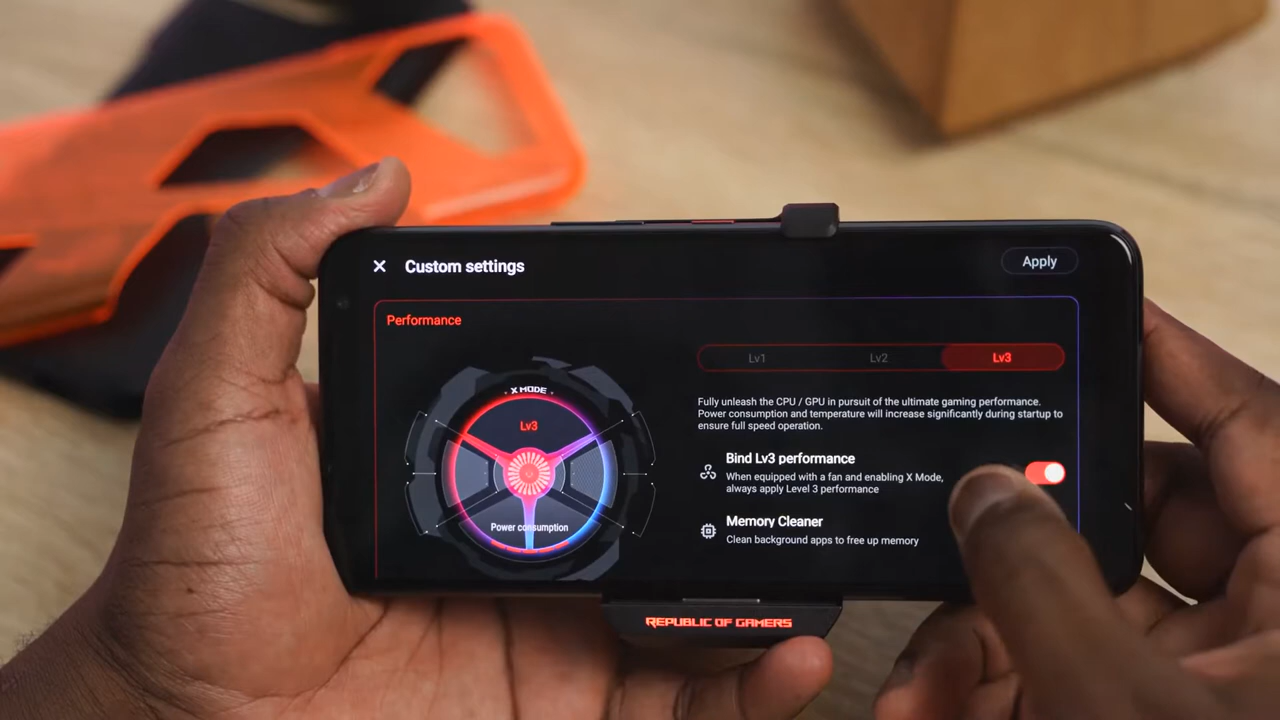 Custom settings
Apply
Performance
Lv1 Lv2 Lv3
X MODE
Lv3
Power consumption
Fully unleash the CPU / GPU in pursuit of the ultimate gaming performance.
Power consumption and temperature will increase significantly during startup to
ensure full speed operation.
Bind Lv3 performance
When equipped with a fan and enabling X Mode,
always apply Level 3 performance
Memory Cleaner
Clean background apps to free up memory
REPUBLIC OF GAMERS